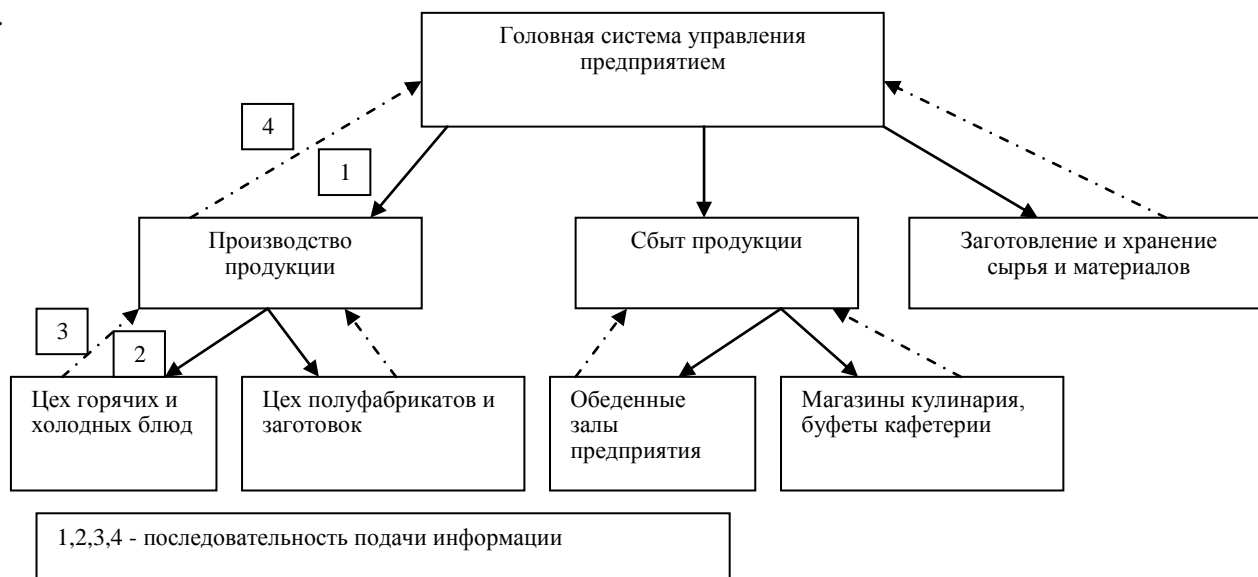 Головная система управления
предприятием
4
1
Производство
продукции
Сбыт продукции
Заготовление и хранение
сырья и материалов
3
2
Цех горячих и
холодных блюд
Цех полуфабрикатов и
заготовок
Обеденные
залы
предприятия
Магазины кулинария,
буфеты кафетерии
1,2,3,4 - последовательность подачи информации